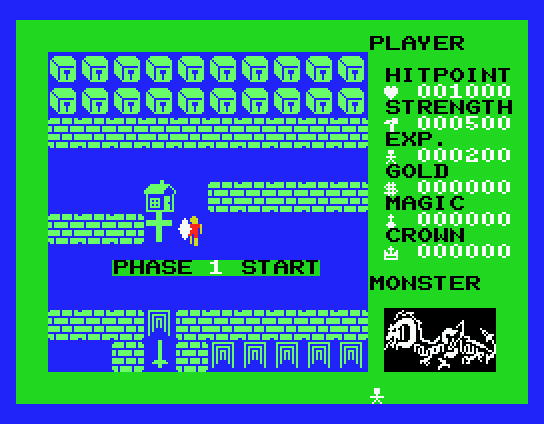 PLAYER
HITPOINT
001000
STRENGTH
000500
EXP.
000200
GOLD
000000
MAGIC
000000
CROWN
000000
PHASE 1 START
MONSTER